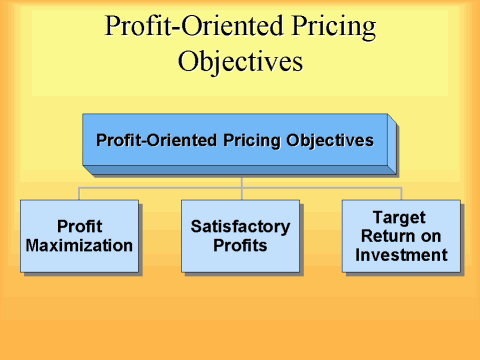 Profit-Oriented Pricing
Objectives
Profit-Oriented Pricing Objectives
Profit
Maximization
Satisfactory
Profits
Target
Return on
Investment